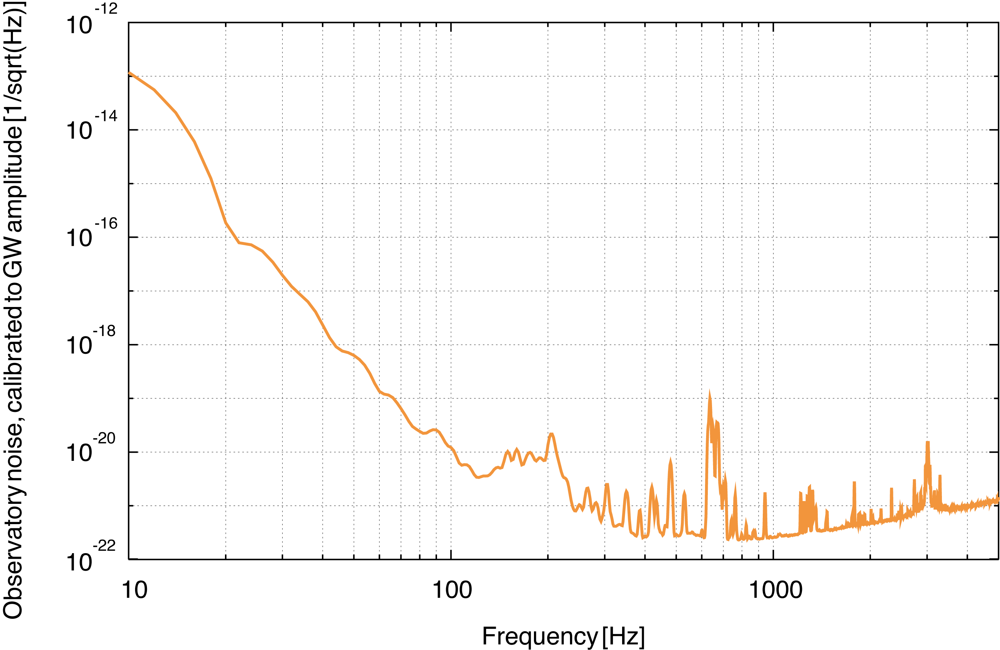 Observatory noise, calibrated to GW amplitude [1/sqrt(Hz)]
10-12
10-14
10-16
10-18
10-20
10-22
10 100 1000
Frequency [Hz]